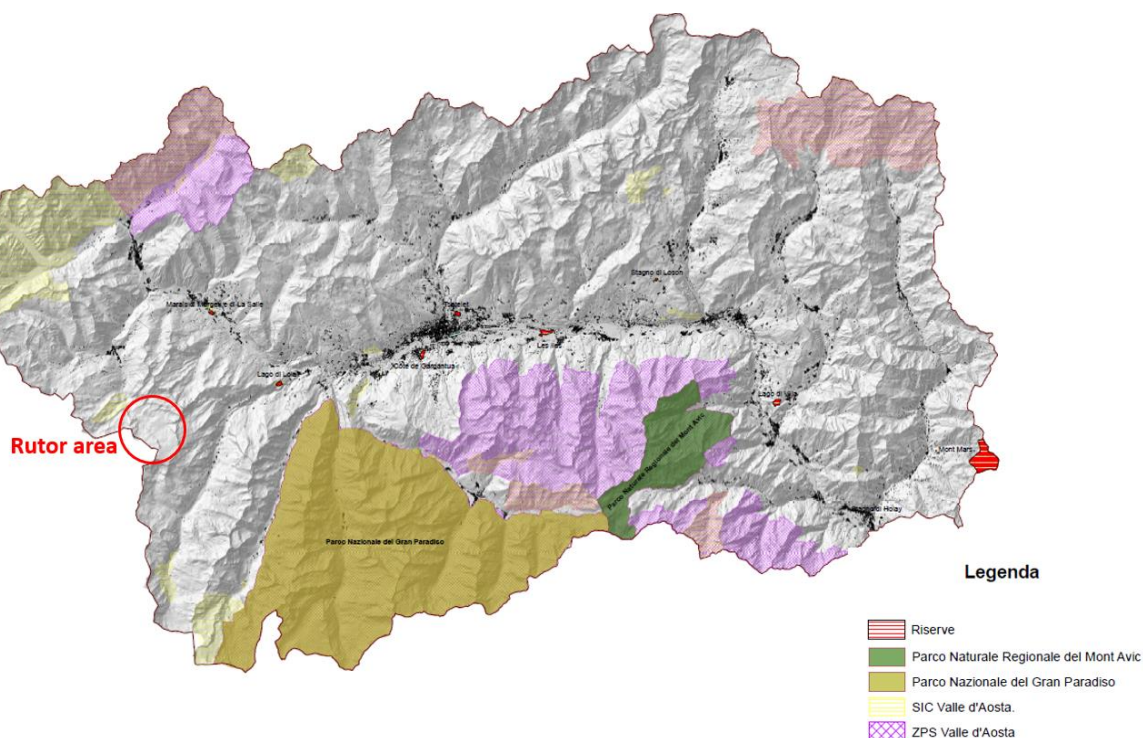 Stagno di Loson
Marais di Morgex e di La Salle
Les Iles
Côte de Gargantua
Lago di Lolair
Lago di Villa
Rutor area
Mont Mars
Parco Naturale Regionale del Mont Avic
Parco Nazionale del Gran Paradiso
Legenda
Riserve
Parco Naturale Regionale del Mont Avic
Parco Nazionale del Gran Paradiso
SIC Valle d'Aosta.
ZPS Valle d'Aosta